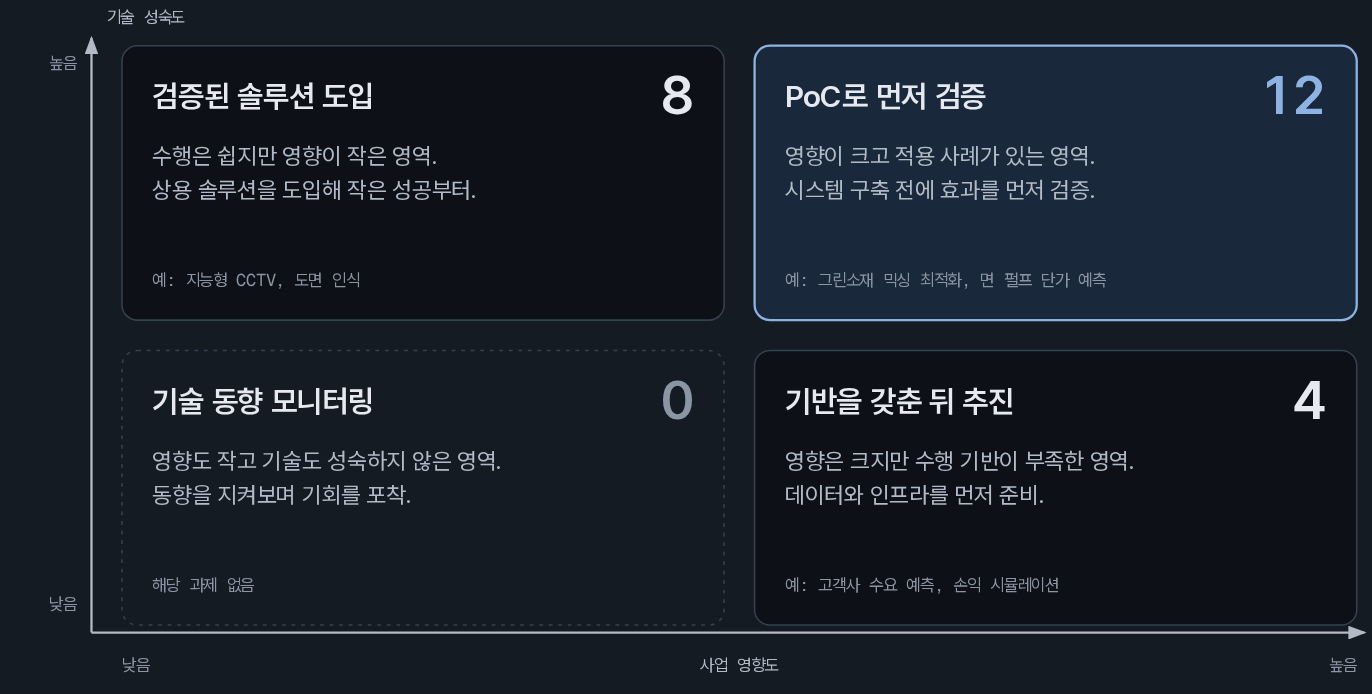 기술 성숙도
높음
검증된 솔루션 도입
8
수행은 쉽지만 영향이 작은 영역.
상용 솔루션을 도입해 작은 성공부터.
예: 지능형 CCTV, 도면 인식
PoC로 먼저 검증
12
영향이 크고 적용 사례가 있는 영역.
시스템 구축 전에 효과를 먼저 검증.
예: 그린소재 믹싱 최적화, 면 펄프 단가 예측
기술 동향 모니터링
0
영향도 작고 기술도 성숙하지 않은 영역.
동향을 지켜보며 기회를 포착.
해당 과제 없음
기반을 갖춘 뒤 추진
4
영향은 크지만 수행 기반이 부족한 영역.
데이터와 인프라를 먼저 준비.
예: 고객사 수요 예측, 손익 시뮬레이션
낮음
낮음
사업 영향도
높음